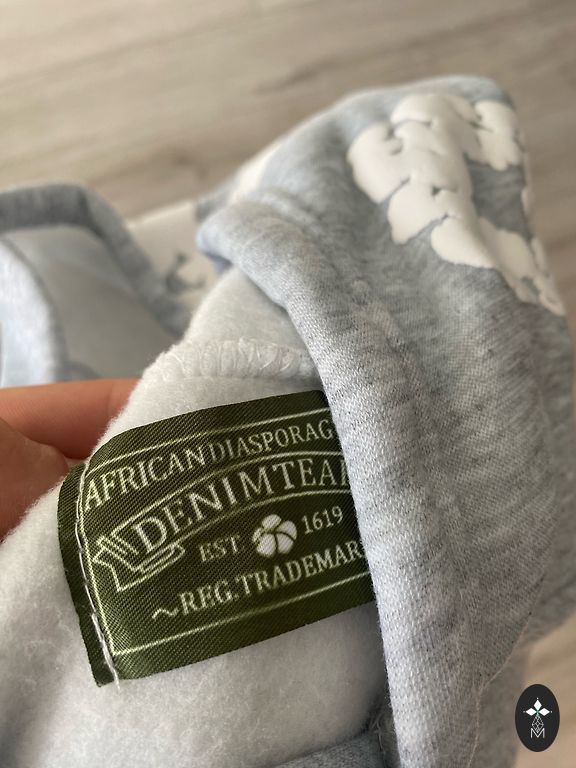 AFRICAN DIASPORA G
DENIM TEA
EST. 1619
~REG. TRADEMAR
M